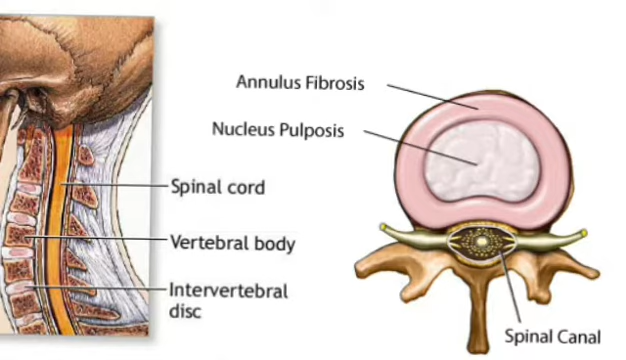 Annulus Fibrosis
Nucleus Pulposis
Spinal cord
Vertebral body
Intervertebral
disc
Spinal Canal